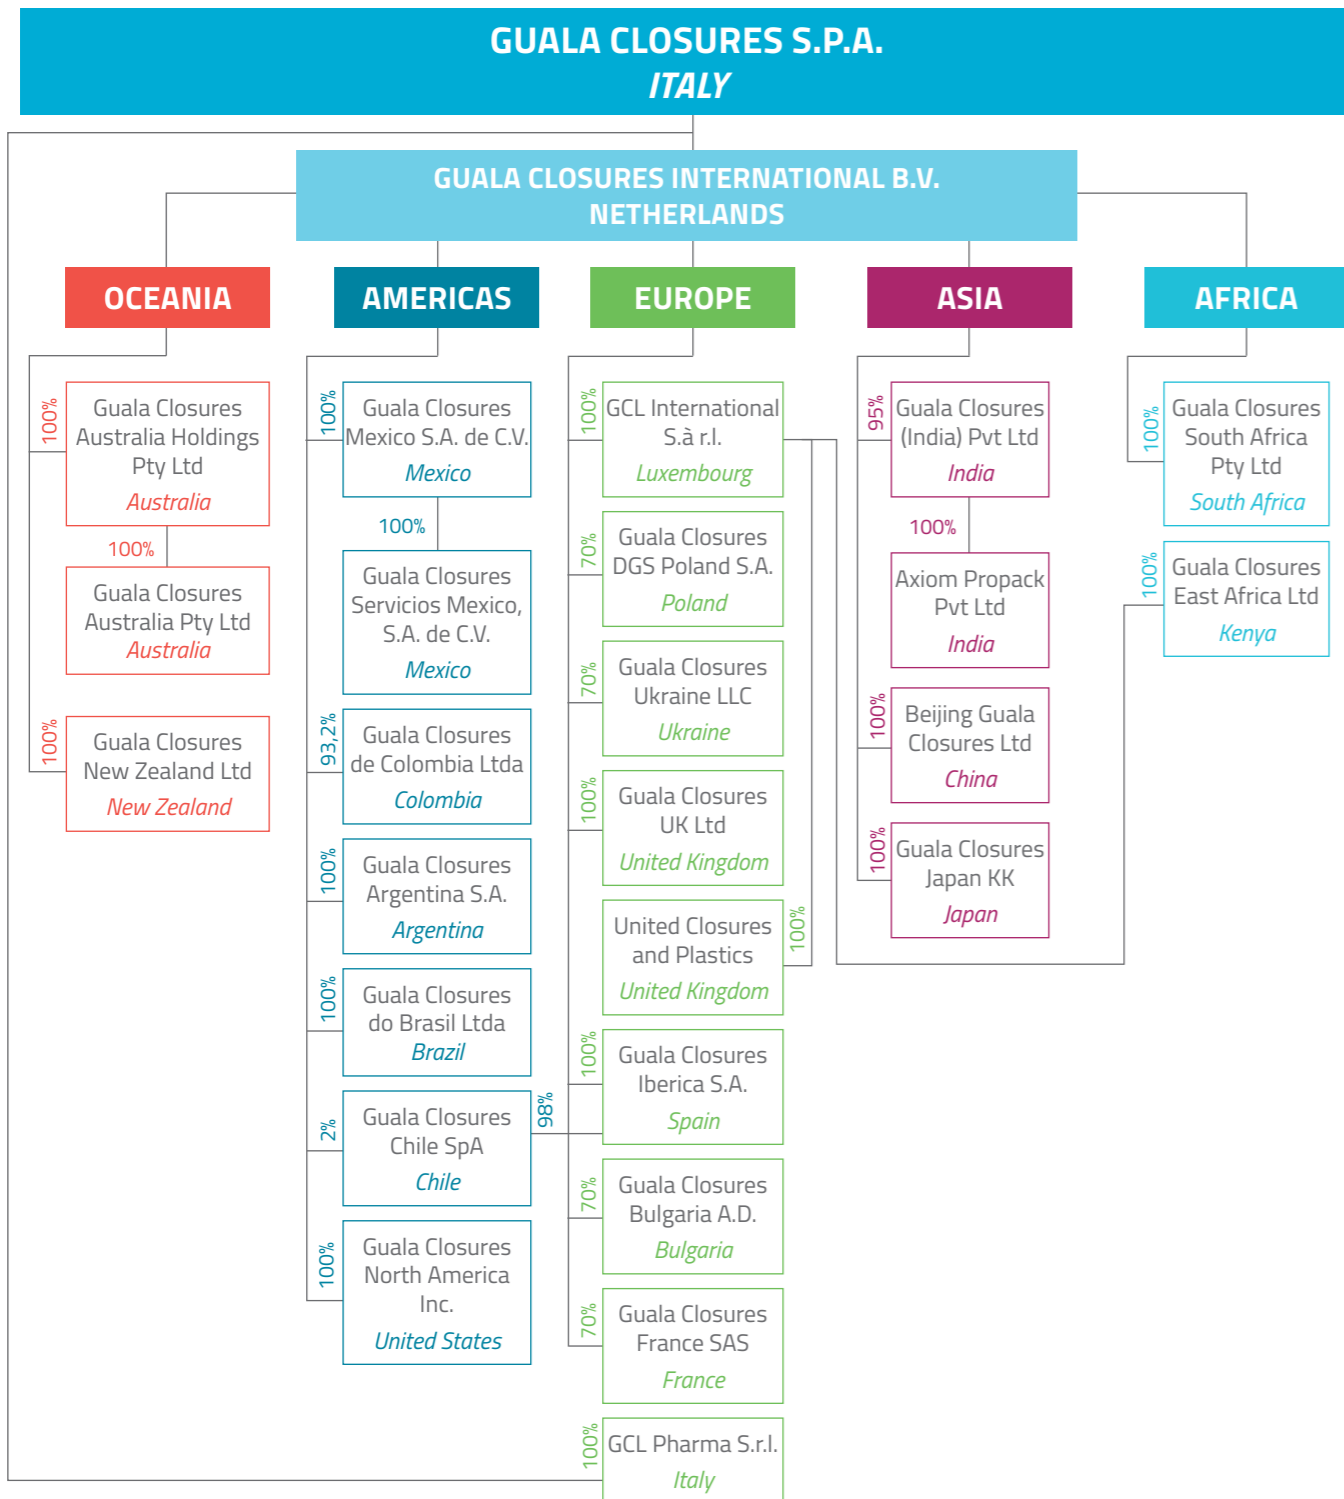 GUALA CLOSURES S.P.A.
ITALY
GUALA CLOSURES INTERNATIONAL B.V.
NETHERLANDS
OCEANIA
100%
Guala Closures
Australia Holdings
Pty Ltd
Australia
100%
Guala Closures
Australia Pty Ltd
Australia
100%
Guala Closures
New Zealand Ltd
New Zealand
AMERICAS
100%
Guala Closures
Mexico S.A. de C.V.
Mexico
100%
Guala Closures
Servicios Mexico,
S.A. de C.V.
Mexico
93,2%
Guala Closures
de Colombia Ltda
Colombia
100%
Guala Closures
Argentina S.A.
Argentina
100%
Guala Closures
do Brasil Ltda
Brazil
2%
Guala Closures
Chile SpA
Chile
98%
100%
Guala Closures
North America
Inc.
United States
EUROPE
100%
GCL International
S.à r.l.
Luxembourg
70%
Guala Closures
DGS Poland S.A.
Poland
70%
Guala Closures
Ukraine LLC
Ukraine
100%
Guala Closures
UK Ltd
United Kingdom
United Closures
and Plastics
United Kingdom
100%
100%
Guala Closures
Iberica S.A.
Spain
70%
Guala Closures
Bulgaria A.D.
Bulgaria
70%
Guala Closures
France SAS
France
100%
GCL Pharma S.r.l.
Italy
ASIA
95%
Guala Closures
(India) Pvt Ltd
India
100%
Axiom Propack
Pvt Ltd
India
100%
Beijing Guala
Closures Ltd
China
100%
Guala Closures
Japan KK
Japan
AFRICA
100%
Guala Closures
South Africa
Pty Ltd
South Africa
100%
Guala Closures
East Africa Ltd
Kenya